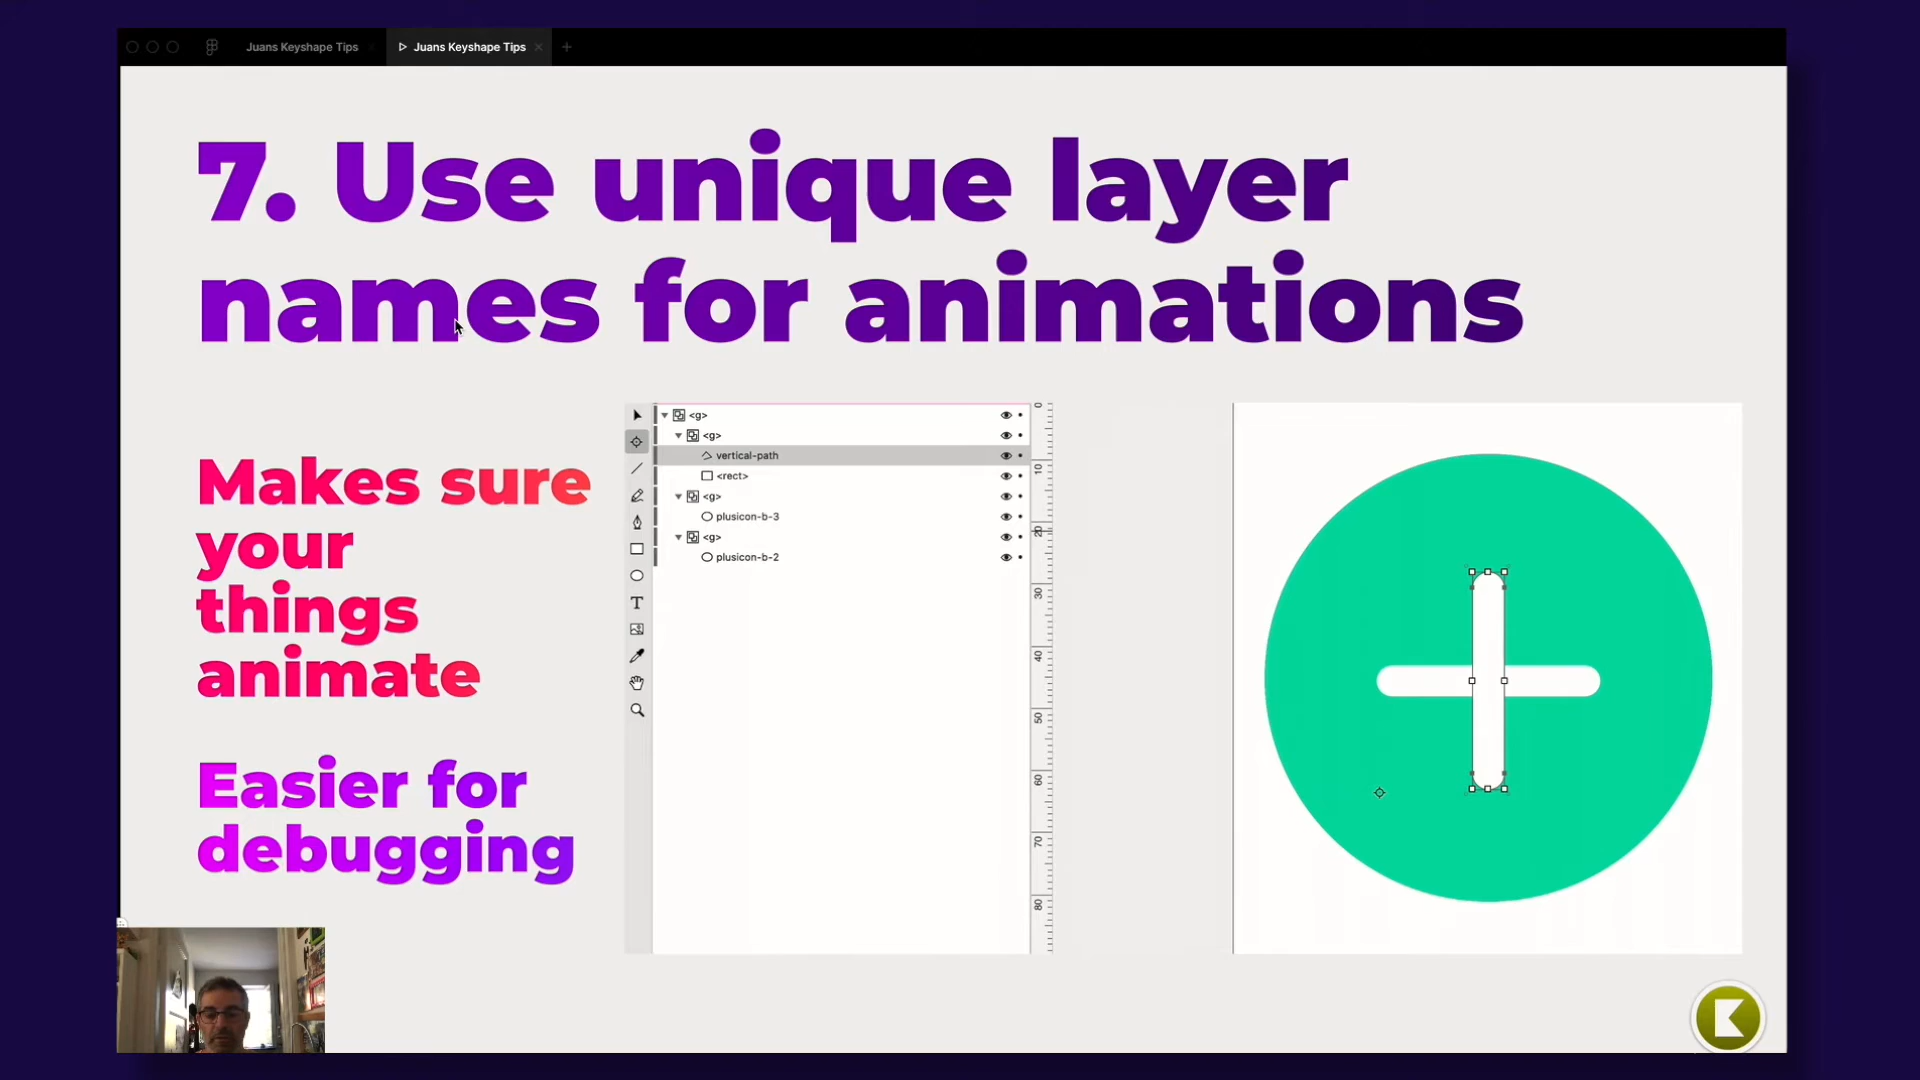 Juans Keyshape Tips
Juans Keyshape Tips
7. Use unique layer
names for animations
Makes sure
your
things
animate
Easier for
debugging
<g>
<g>
vertical-path
<rect>
<g>
plusicon-b-3
<g>
plusicon-b-2
T
0
10
20
30
40
50
60
70
80
K